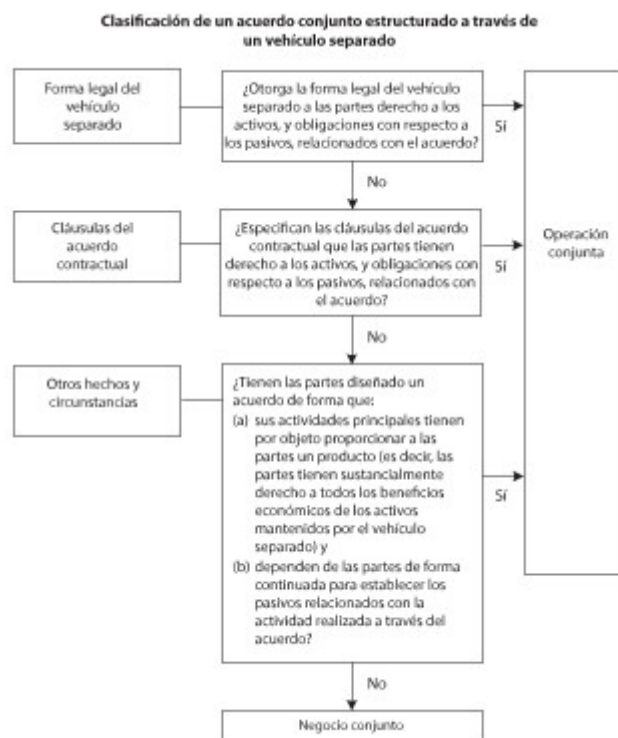 Clasificación de un acuerdo conjunto estructurado a través de
un vehículo separado
Forma legal del
vehículo
separado
¿Otorga la forma legal del vehículo
separado a las partes derecho a los
activos, y obligaciones con respecto a
los pasivos, relacionados con el acuerdo?
Sí
No
Cláusulas del
acuerdo
contractual
¿Especifican las cláusulas del acuerdo
contractual que las partes tienen
derecho a los activos, y obligaciones con
respecto a los pasivos, relacionados con
el acuerdo?
Sí
Operación
conjunta
No
Otros hechos y
circunstancias
¿Tienen las partes diseñado un
acuerdo de forma que:
(a) sus actividades principales tienen
por objeto proporcionar a las
partes un producto (es decir, las
partes tienen sustancialmente
derecho a todos los beneficios
económicos de los activos
mantenidos por el vehículo
separado) y
(b) dependen de las partes de forma
continuada para establecer los
pasivos relacionados con la
actividad realizada a través del
acuerdo?
Sí
No
Negocio conjunto